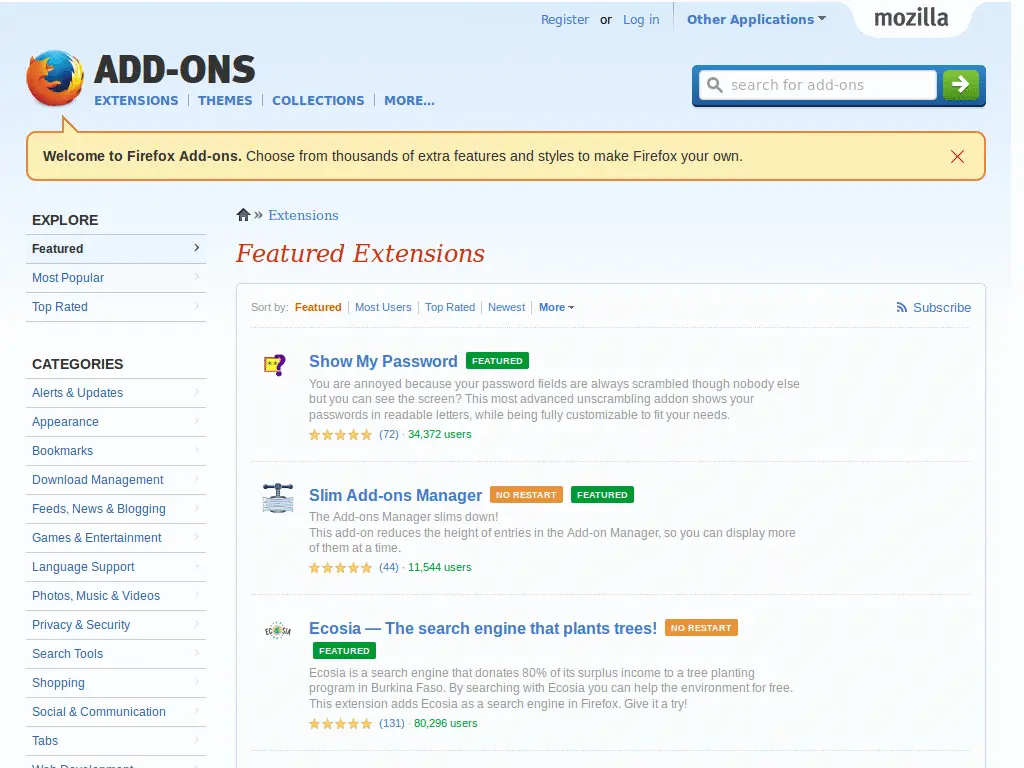 Register or Log in
Other Applications
mozilla
ADD-ONS
EXTENSIONS
THEMES
COLLECTIONS
MORE...
search for add-ons
Welcome to Firefox Add-ons. Choose from thousands of extra features and styles to make Firefox your own.
EXPLORE
Featured
Most Popular
Top Rated
CATEGORIES
Alerts & Updates
Appearance
Bookmarks
Download Management
Feeds, News & Blogging
Games & Entertainment
Language Support
Photos, Music & Videos
Privacy & Security
Search Tools
Shopping
Social & Communication
Tabs
Web Development
» Extensions
Featured Extensions
Sort by: Featured Most Users Top Rated Newest More
Subscribe
Show My Password FEATURED
You are annoyed because your password fields are always scrambled though nobody else
but you can see the screen? This most advanced unscrambling addon shows your
passwords in readable letters, while being fully customizable to fit your needs.
(72) · 34,372 users
Slim Add-ons Manager NO RESTART FEATURED
The Add-ons Manager slims down!
This add-on reduces the height of entries in the Add-on Manager, so you can display more
of them at a time.
(44) · 11,544 users
ECOSIA
Ecosia — The search engine that plants trees! NO RESTART
FEATURED
Ecosia is a search engine that donates 80% of its surplus income to a tree planting
program in Burkina Faso. By searching with Ecosia you can help the environment for free.
This extension adds Ecosia as a search engine in Firefox. Give it a try!
(131) · 80,296 users